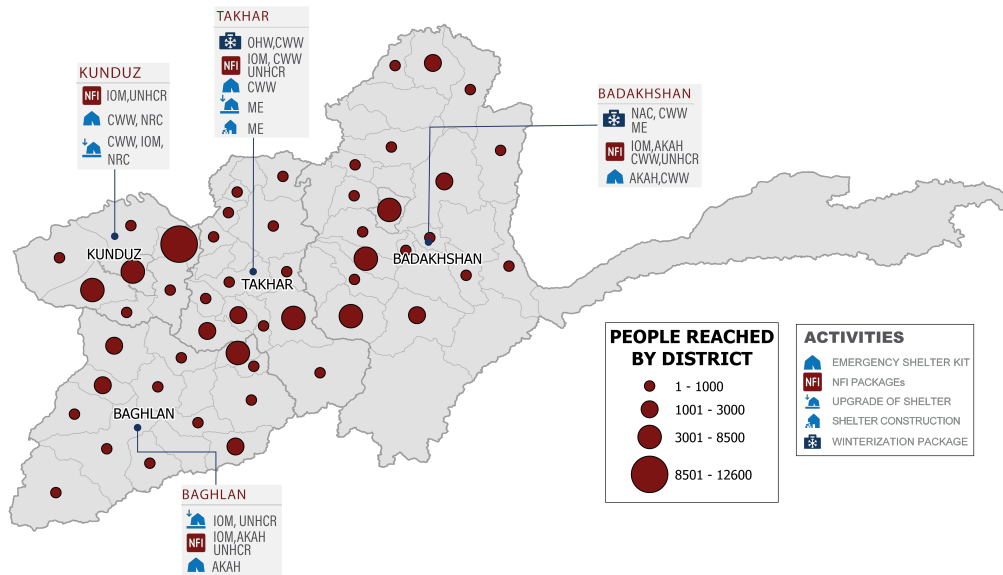 TAKHAR
OHW,CWW
NFI
IOM, CWW
UNHCR
CWW
ME
ME
KUNDUZ
NFI
IOM,UNHCR
CWW, NRC
CWW, IOM,
NRC
BADAKHSHAN
NAC, CWW
ME
NFI
IOM,AKAH
CWW,UNHCR
AKAH,CWW
KUNDUZ
TAKHAR
BADAKHSHAN
BAGHLAN
BAGHLAN
IOM, UNHCR
NFI
IOM,AKAH
UNHCR
AKAH
PEOPLE REACHED
BY DISTRICT
1 - 1000
1001 - 3000
3001 - 8500
8501 - 12600
ACTIVITIES
EMERGENCY SHELTER KIT
NFI
NFI PACKAGEs
UPGRADE OF SHELTER
SHELTER CONSTRUCTION
WINTERIZATION PACKAGE